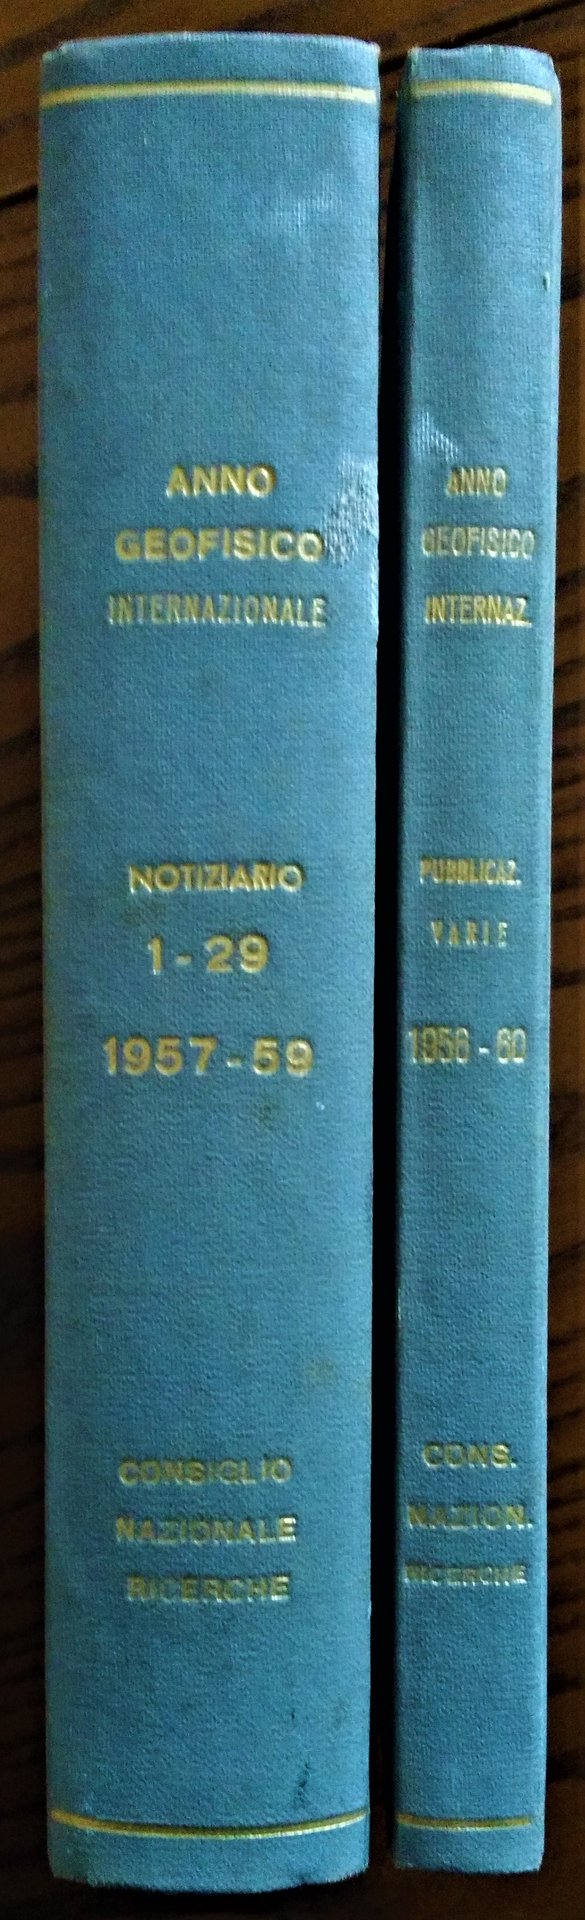 ANNO
GEOFISICO
INTERNAZIONALE
NOTIZIARIO
1-29
1957-59
CONSIGLIO
NAZIONALE
RICERCHE
ANNO
GEOFISICO
INTERNAZ.
PUBBLICAZ.
VARIE
1956-60
CONS.
NAZION.
RICERCHE